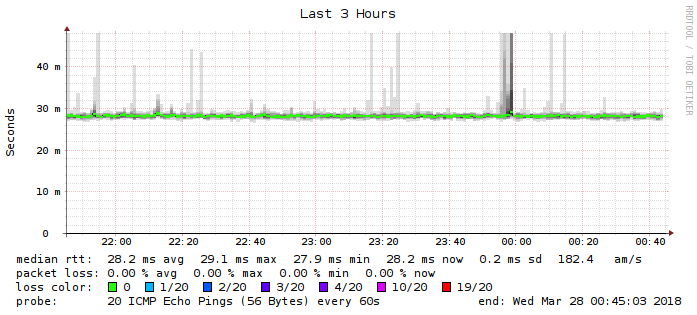 Last 3 Hours
RRDTOOL / TOBI OETIKER
Seconds
40 m
30 m
20 m
10 m
0
22:00 22:20 22:40 23:00 23:20 23:40 00:00 00:20 00:40
median rtt: 28.2 ms avg 29.1 ms max 27.9 ms min 28.2 ms now 0.2 ms sd 182.4 am/s
packet loss: 0.00 % avg 0.00 % max 0.00 % min 0.00 % now
loss color: 0 1/20 2/20 3/20 4/20 10/20 19/20
probe: 20 ICMP Echo Pings (56 Bytes) every 60s end: Wed Mar 28 00:45:03 2018